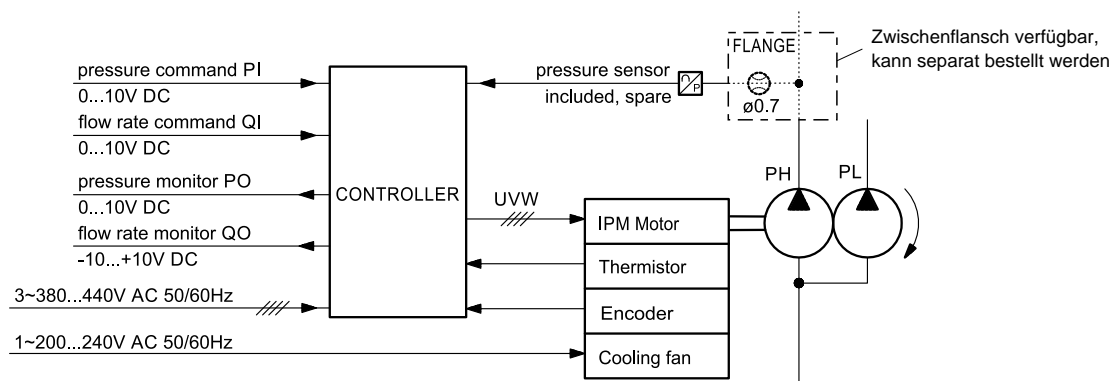 pressure command PI
0...10V DC
flow rate command QI
0...10V DC
pressure monitor PO
0...10V DC
flow rate monitor QO
-10...+10V DC
3~380...440V AC 50/60Hz
1~200...240V AC 50/60Hz
CONTROLLER
pressure sensor
included, spare
P
FLANGE
ø0.7
Zwischenflansch verfügbar,
kann separat bestellt werden
UVW
IPM Motor
Thermistor
Encoder
Cooling fan
PH
PL